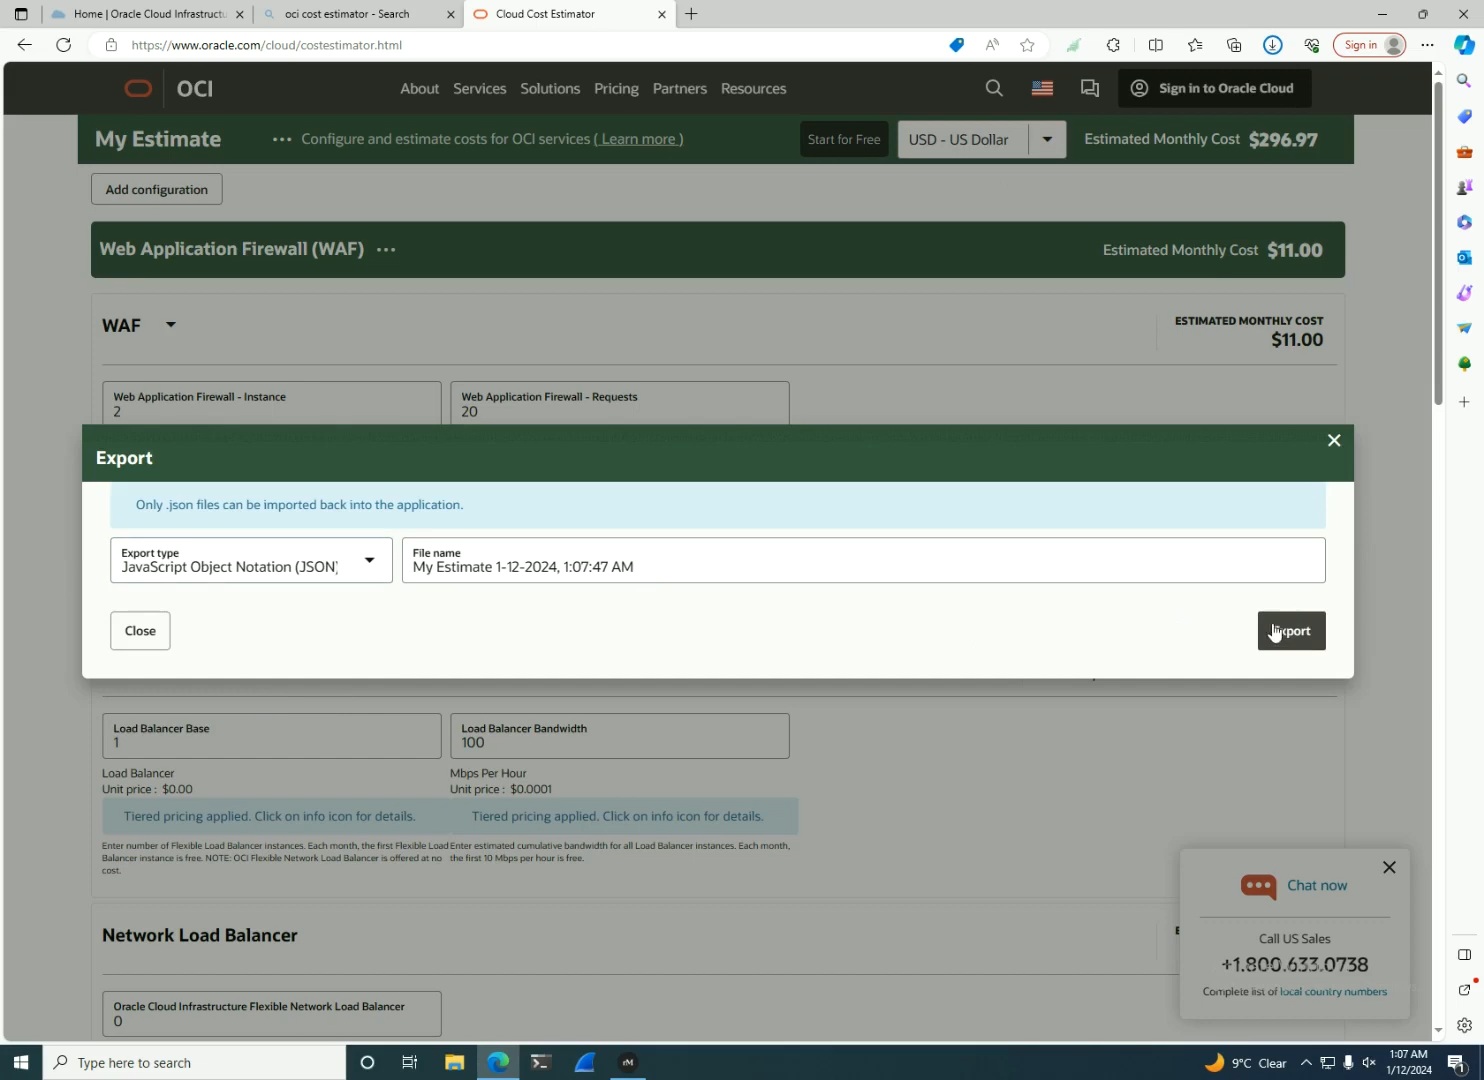 Home | Oracle Cloud Infrastructu
oci cost estimator - Search
Cloud Cost Estimator
https://www.oracle.com/cloud/costestimator.html
Sign in
OCI
About
Services
Solutions
Pricing
Partners
Resources
Sign in to Oracle Cloud
My Estimate
Configure and estimate costs for OCI services ( Learn more )
Start for Free
USD - US Dollar
Estimated Monthly Cost $296.97
Add configuration
Web Application Firewall (WAF)
Estimated Monthly Cost $11.00
WAF
ESTIMATED MONTHLY COST
$11.00
Web Application Firewall - Instance
2
Web Application Firewall - Requests
20
Export
Only .json files can be imported back into the application.
Export type
JavaScript Object Notation (JSON)
File name
My Estimate 1-12-2024, 1:07:47 AM
Close
Export
Load Balancer Base
1
Load Balancer Bandwidth
100
Load Balancer
Unit price : $0.00
Mbps Per Hour
Unit price : $0.0001
Tiered pricing applied. Click on info icon for details.
Tiered pricing applied. Click on info icon for details.
Enter number of Flexible Load Balancer instances. Each month, the first Flexible Load
Balancer instance is free. NOTE: OCI Flexible Network Load Balancer is offered at no
cost.
Enter estimated cumulative bandwidth for all Load Balancer instances. Each month,
the first 10 Mbps per hour is free.
Chat now
Call US Sales
+1.800.633.0738
Complete list of local country numbers
Network Load Balancer
Oracle Cloud Infrastructure Flexible Network Load Balancer
0
Type here to search
rM
9°C Clear
1:07 AM
1/12/2024
1